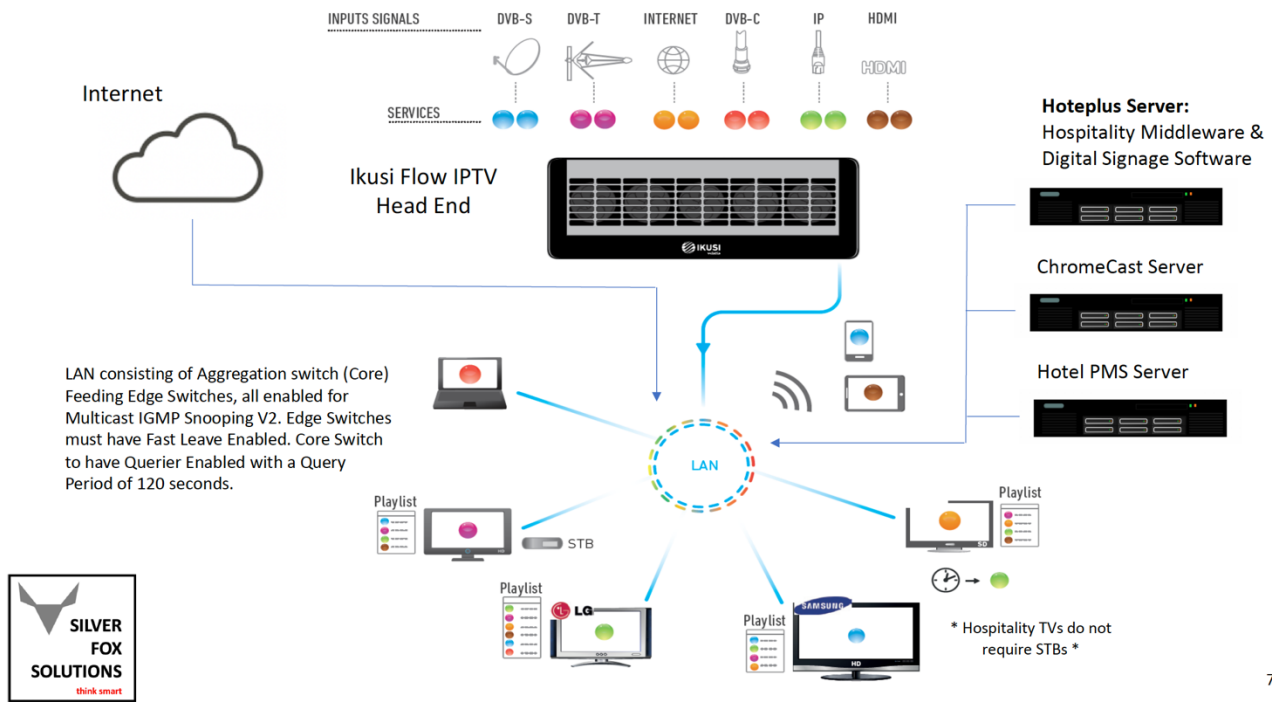 INPUTS SIGNALS
DVB-S
DVB-T
INTERNET
DVB-C
IP
HDMI
HDMI
SERVICES
Internet
Ikusi Flow IPTV
Head End
IKUSI
Hoteplus Server:
Hospitality Middleware &
Digital Signage Software
ChromeCast Server
Hotel PMS Server
LAN consisting of Aggregation switch (Core)
Feeding Edge Switches, all enabled for
Multicast IGMP Snooping V2. Edge Switches
must have Fast Leave Enabled. Core Switch
to have Querier Enabled with a Query
Period of 120 seconds.
LAN
Playlist
STB
Playlist
LG
Playlist
SAMSUNG
HD
Playlist
SD
* Hospitality TVs do not
require STBs *
SILVER
FOX
SOLUTIONS
think smart
7